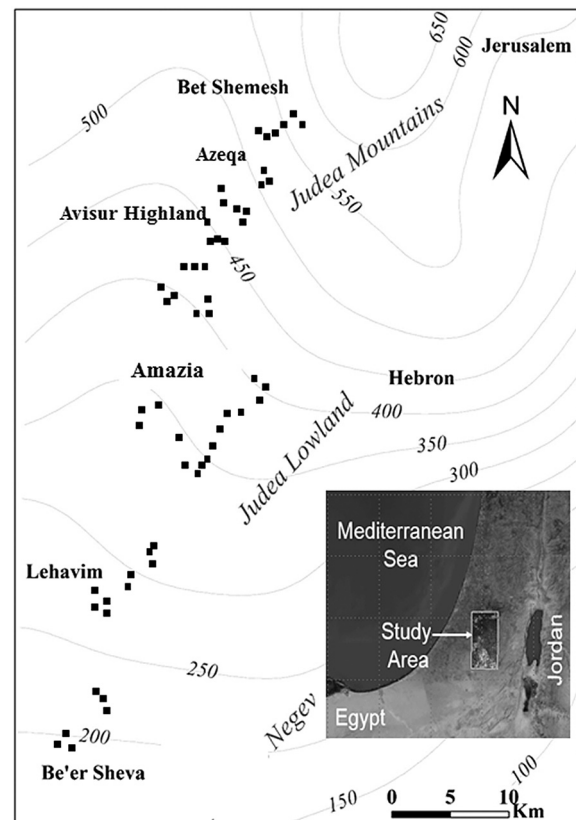 650
600
Jerusalem
Bet Shemesh
500
N
Azeqa
Judea Mountains
550
Avisur Highland
450
Amazia
Hebron
400
350
Judea Lowland
300
Mediterranean
Sea
Lehavim
Study
Area
Jordan
250
Negev
Egypt
200
Be'er Sheva
100
150
0 5 10
Km